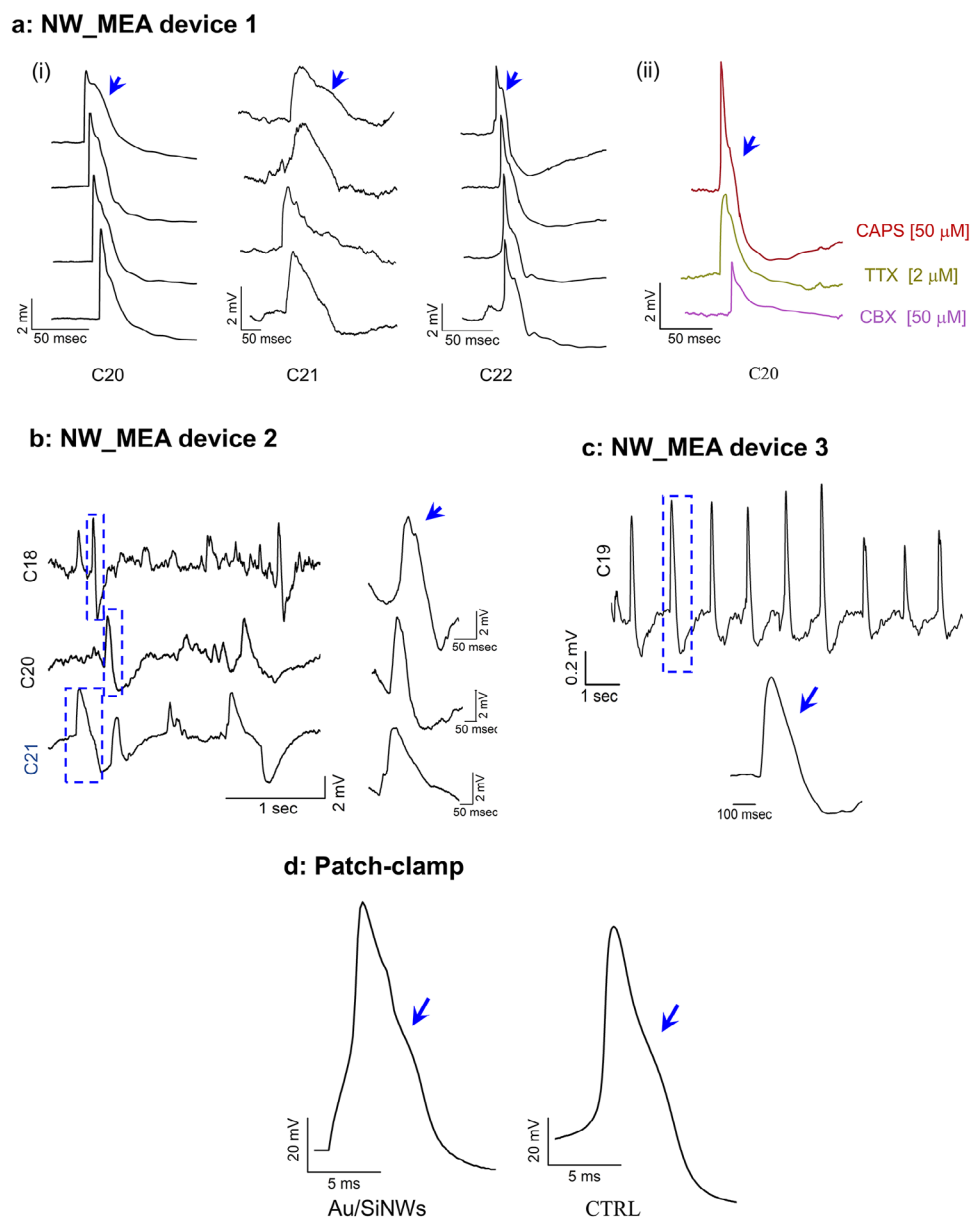 a: NW_MEA device 1
(i)
(ii)
CAPS [50 μM]
TTX [2 μM]
CBX [50 μM]
2 mV
50 msec
2 mV
50 msec
2 mV
50 msec
2 mV
50 msec
C20
C21
C22
C20
b: NW_MEA device 2
C18
C20
C21
1 sec
2 mV
50 msec
2 mV
50 msec
2 mV
50 msec
2 mV
c: NW_MEA device 3
C19
0.2 mV
1 sec
100 msec
d: Patch-clamp
20 mV
5 ms
Au/SiNWs
20 mV
5 ms
CTRL